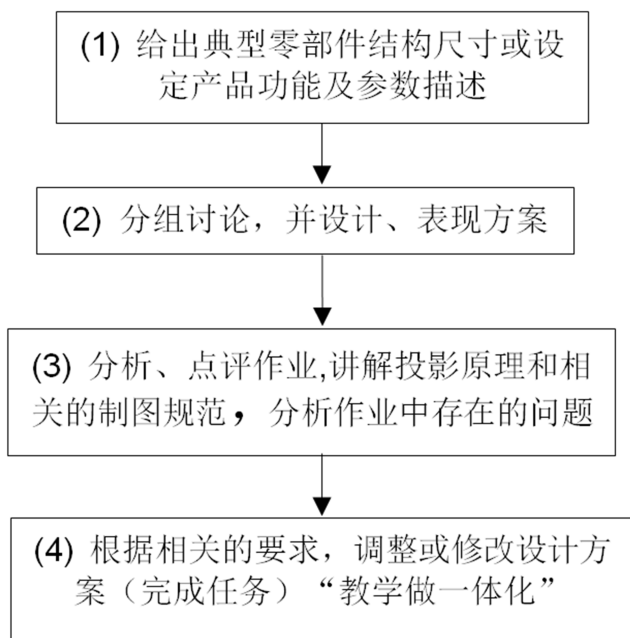 (1) 给出典型零部件结构尺寸或设
定产品功能及参数描述
(2) 分组讨论，并设计、表现方案
(3) 分析、点评作业,讲解投影原理和相
关的制图规范，分析作业中存在的问题
(4) 根据相关的要求，调整或修改设计方
案（完成任务）“教学做一体化”